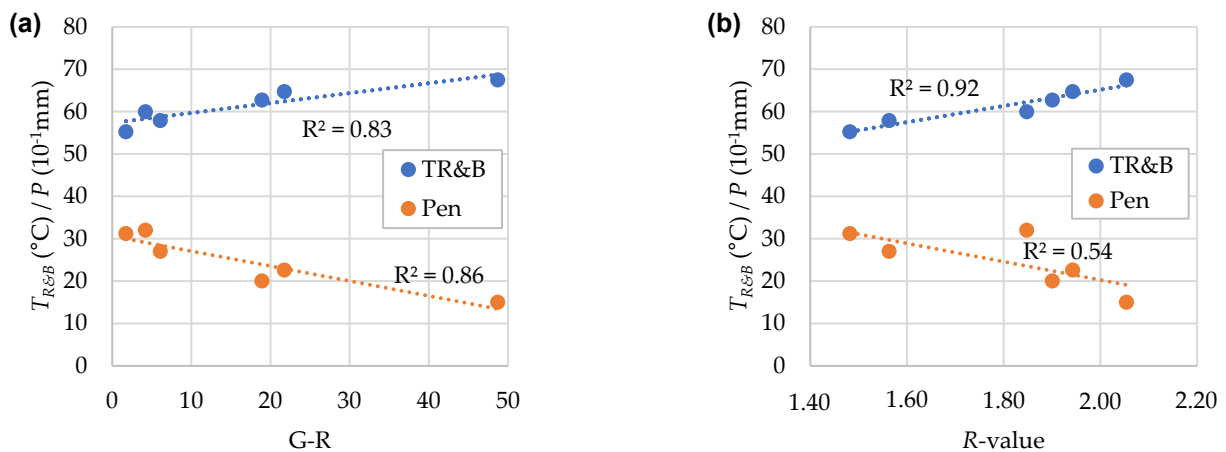 (a)
T_{R&B} (°C) / P (10⁻¹mm)
80
70
60
50
40
30
20
10
0
R² = 0.83
TR&B
Pen
R² = 0.86
0 10 20 30 40 50
G-R
(b)
T_{R&B} (°C) / P (10⁻¹mm)
80
70
60
50
40
30
20
10
0
R² = 0.92
TR&B
Pen
R² = 0.54
1.40 1.60 1.80 2.00 2.20
R-value